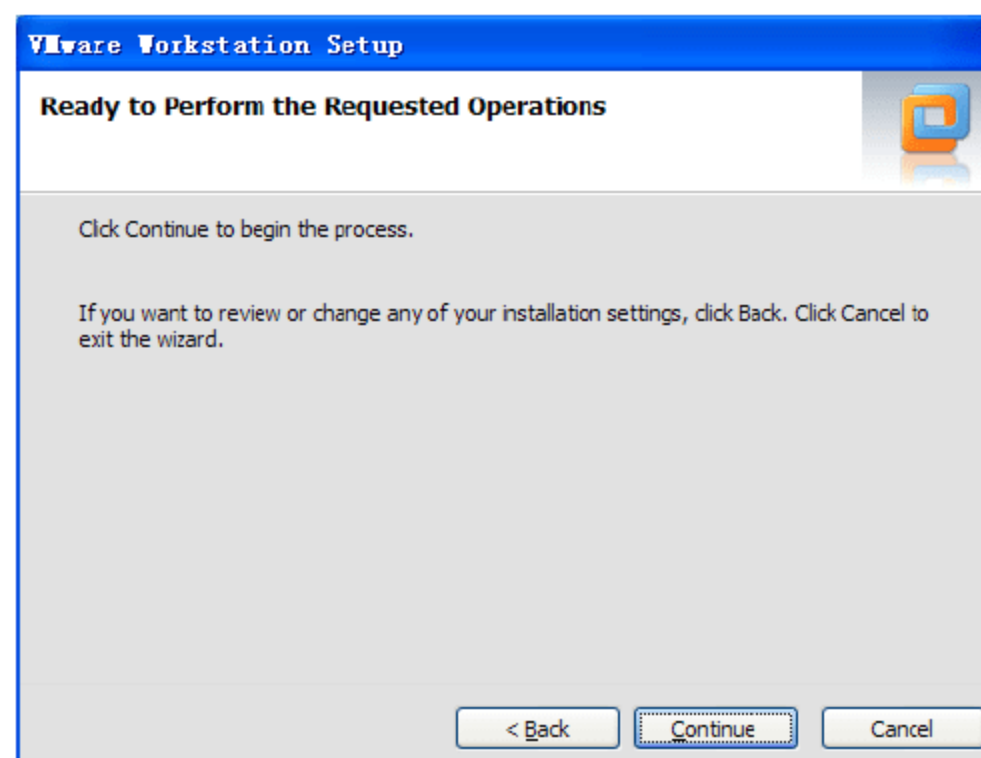 VMware Workstation Setup
Ready to Perform the Requested Operations
Click Continue to begin the process.
If you want to review or change any of your installation settings, click Back. Click Cancel to
exit the wizard.
< Back
Continue
Cancel